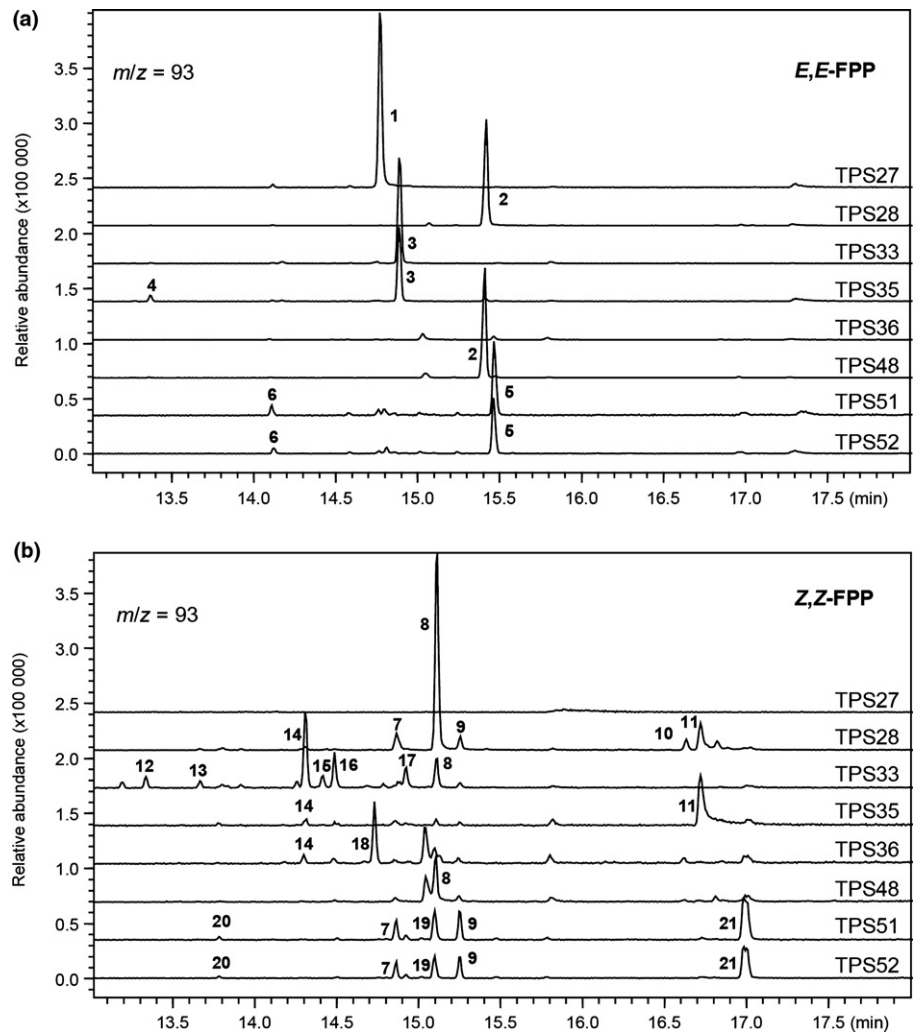 (a)
m/z = 93
E,E-FPP
Relative abundance (x100 000)
3.5
3.0
2.5
2.0
1.5
1.0
0.5
0.0
1
TPS27
2
TPS28
3
TPS33
3
4
TPS35
TPS36
2
TPS48
6
5
TPS51
6
5
TPS52
13.5 14.0 14.5 15.0 15.5 16.0 16.5 17.0 17.5 (min)
(b)
m/z = 93
Z,Z-FPP
Relative abundance (x100 000)
3.5
3.0
2.5
2.0
1.5
1.0
0.5
0.0
8
TPS27
14 7 9 10 11
TPS28
12 13 15 16 17 8
TPS33
14 11
TPS35
14 18
TPS36
8
TPS48
20 7 19 9 21
TPS51
20 7 19 9 21
TPS52
13.5 14.0 14.5 15.0 15.5 16.0 16.5 17.0 17.5 (min)